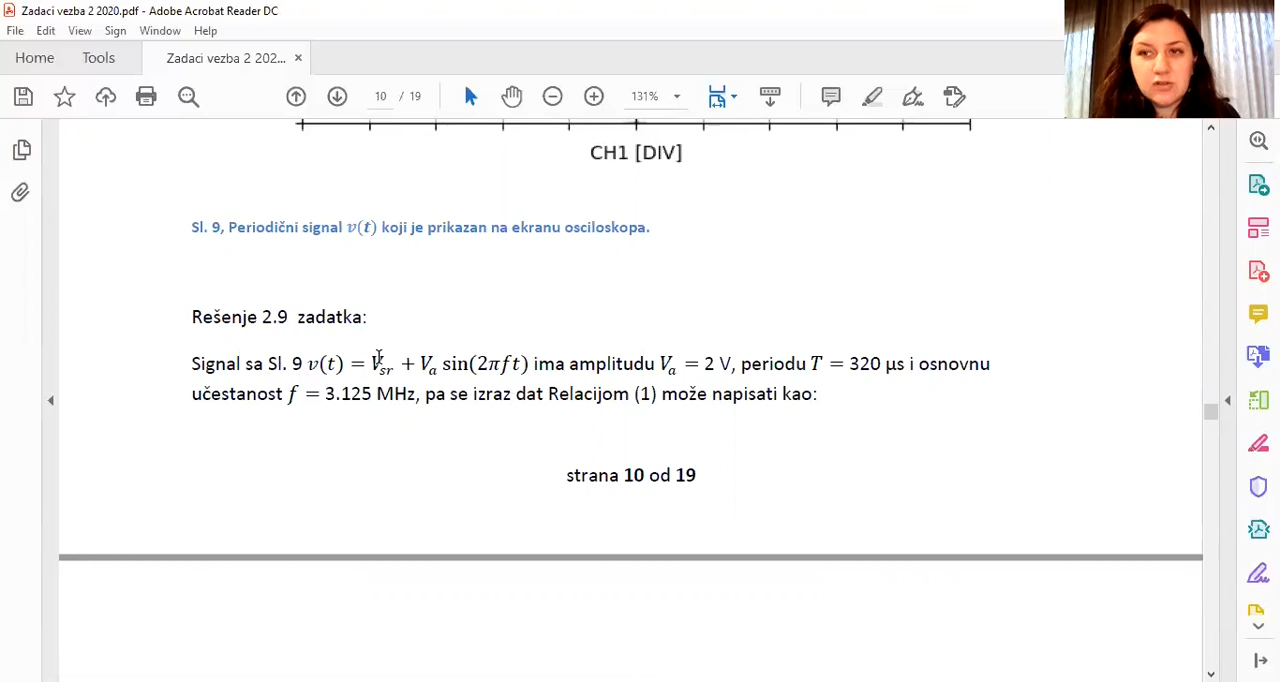 Zadaci vezba 2 2020.pdf - Adobe Acrobat Reader DC
File Edit View Sign Window Help
Home Tools Zadaci vezba 2 202... ×
10 / 19 131%
CH1 [DIV]
Sl. 9, Periodični signal v(t) koji je prikazan na ekranu osciloskopa.
Rešenje 2.9 zadatka:
Signal sa Sl. 9 v(t) = V_sr + V_a sin(2πft) ima amplitudu V_a = 2 V, periodu T = 320 μs i osnovnu
učestanost f = 3.125 MHz, pa se izraz dat Relacijom (1) može napisati kao:
strana 10 od 19